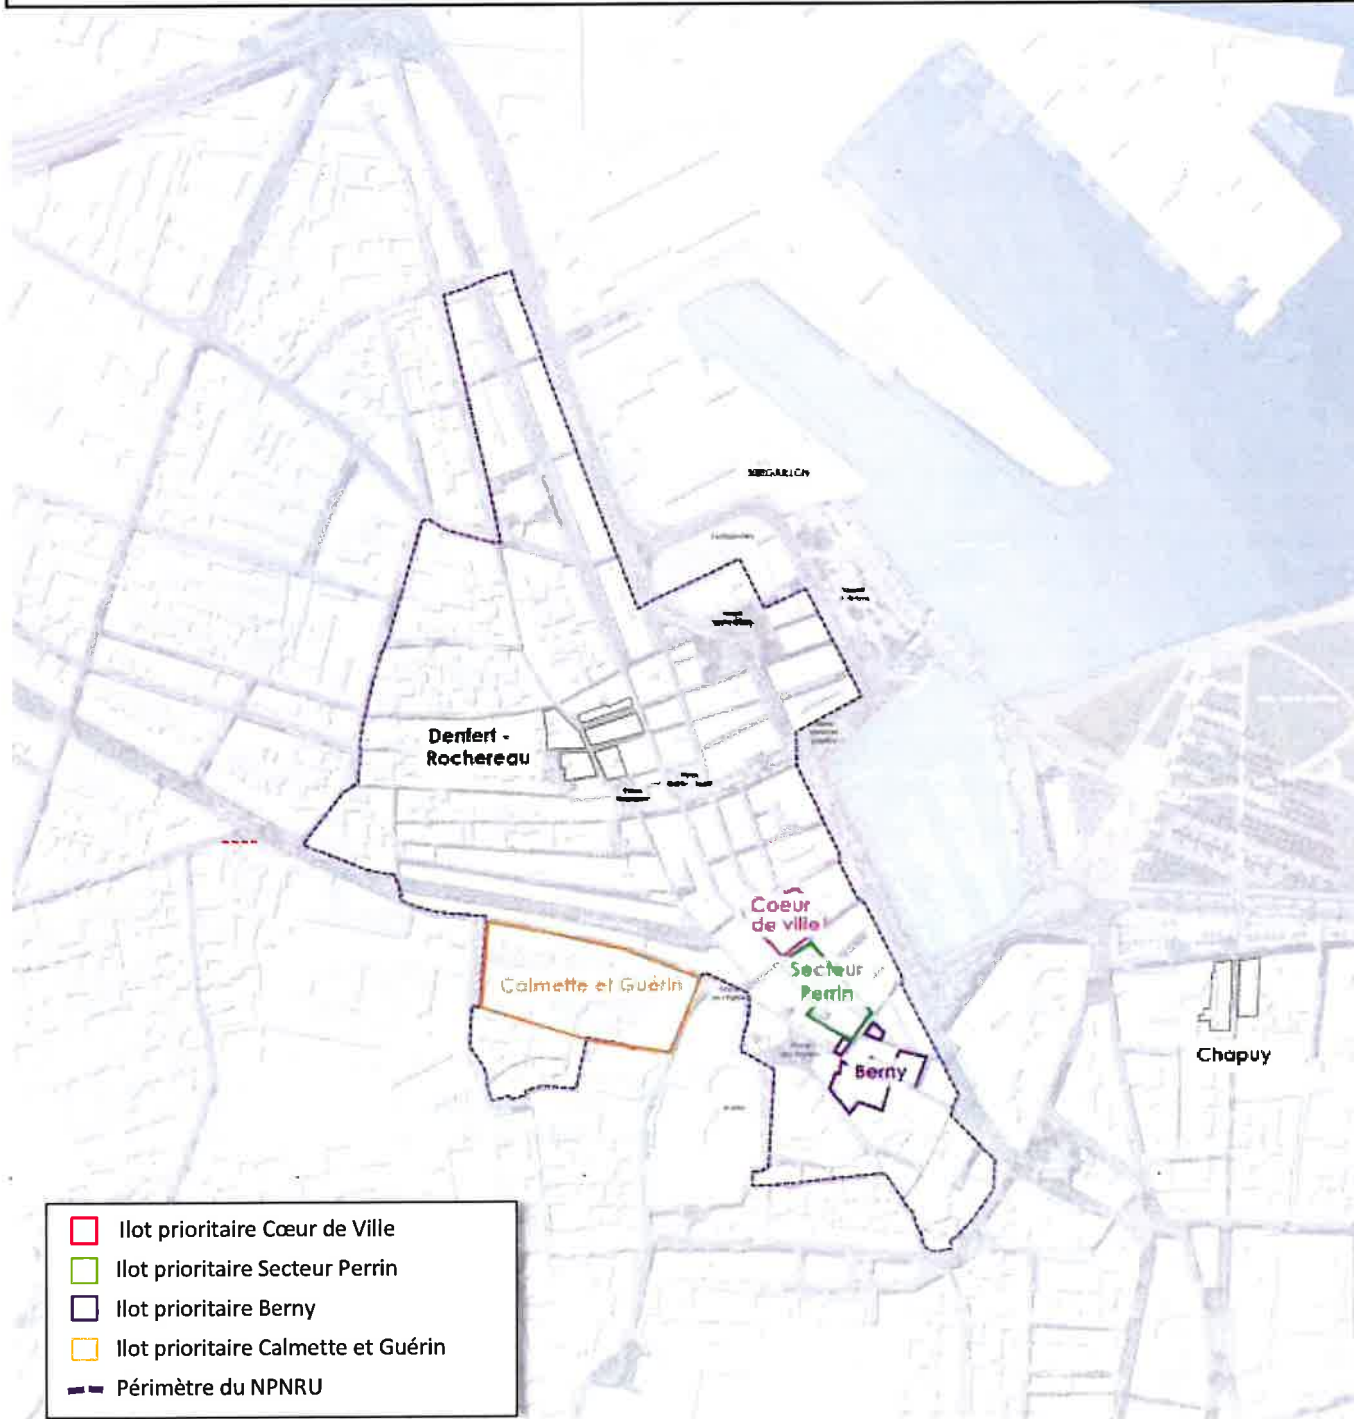 Denfert -
Rochereau
Coeur
de ville
Secteur
Perrin
Calmette et Guérin
Berny
Chapuy
Ilot prioritaire Cœur de Ville
Ilot prioritaire Secteur Perrin
Ilot prioritaire Berny
Ilot prioritaire Calmette et Guérin
Périmètre du NPNRU